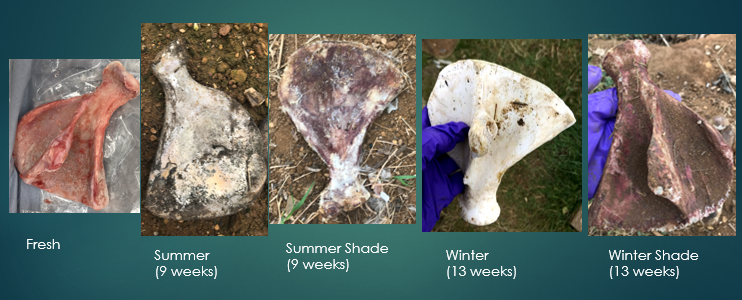 Fresh
Summer
(9 weeks)
Summer Shade
(9 weeks)
Winter
(13 weeks)
Winter Shade
(13 weeks)